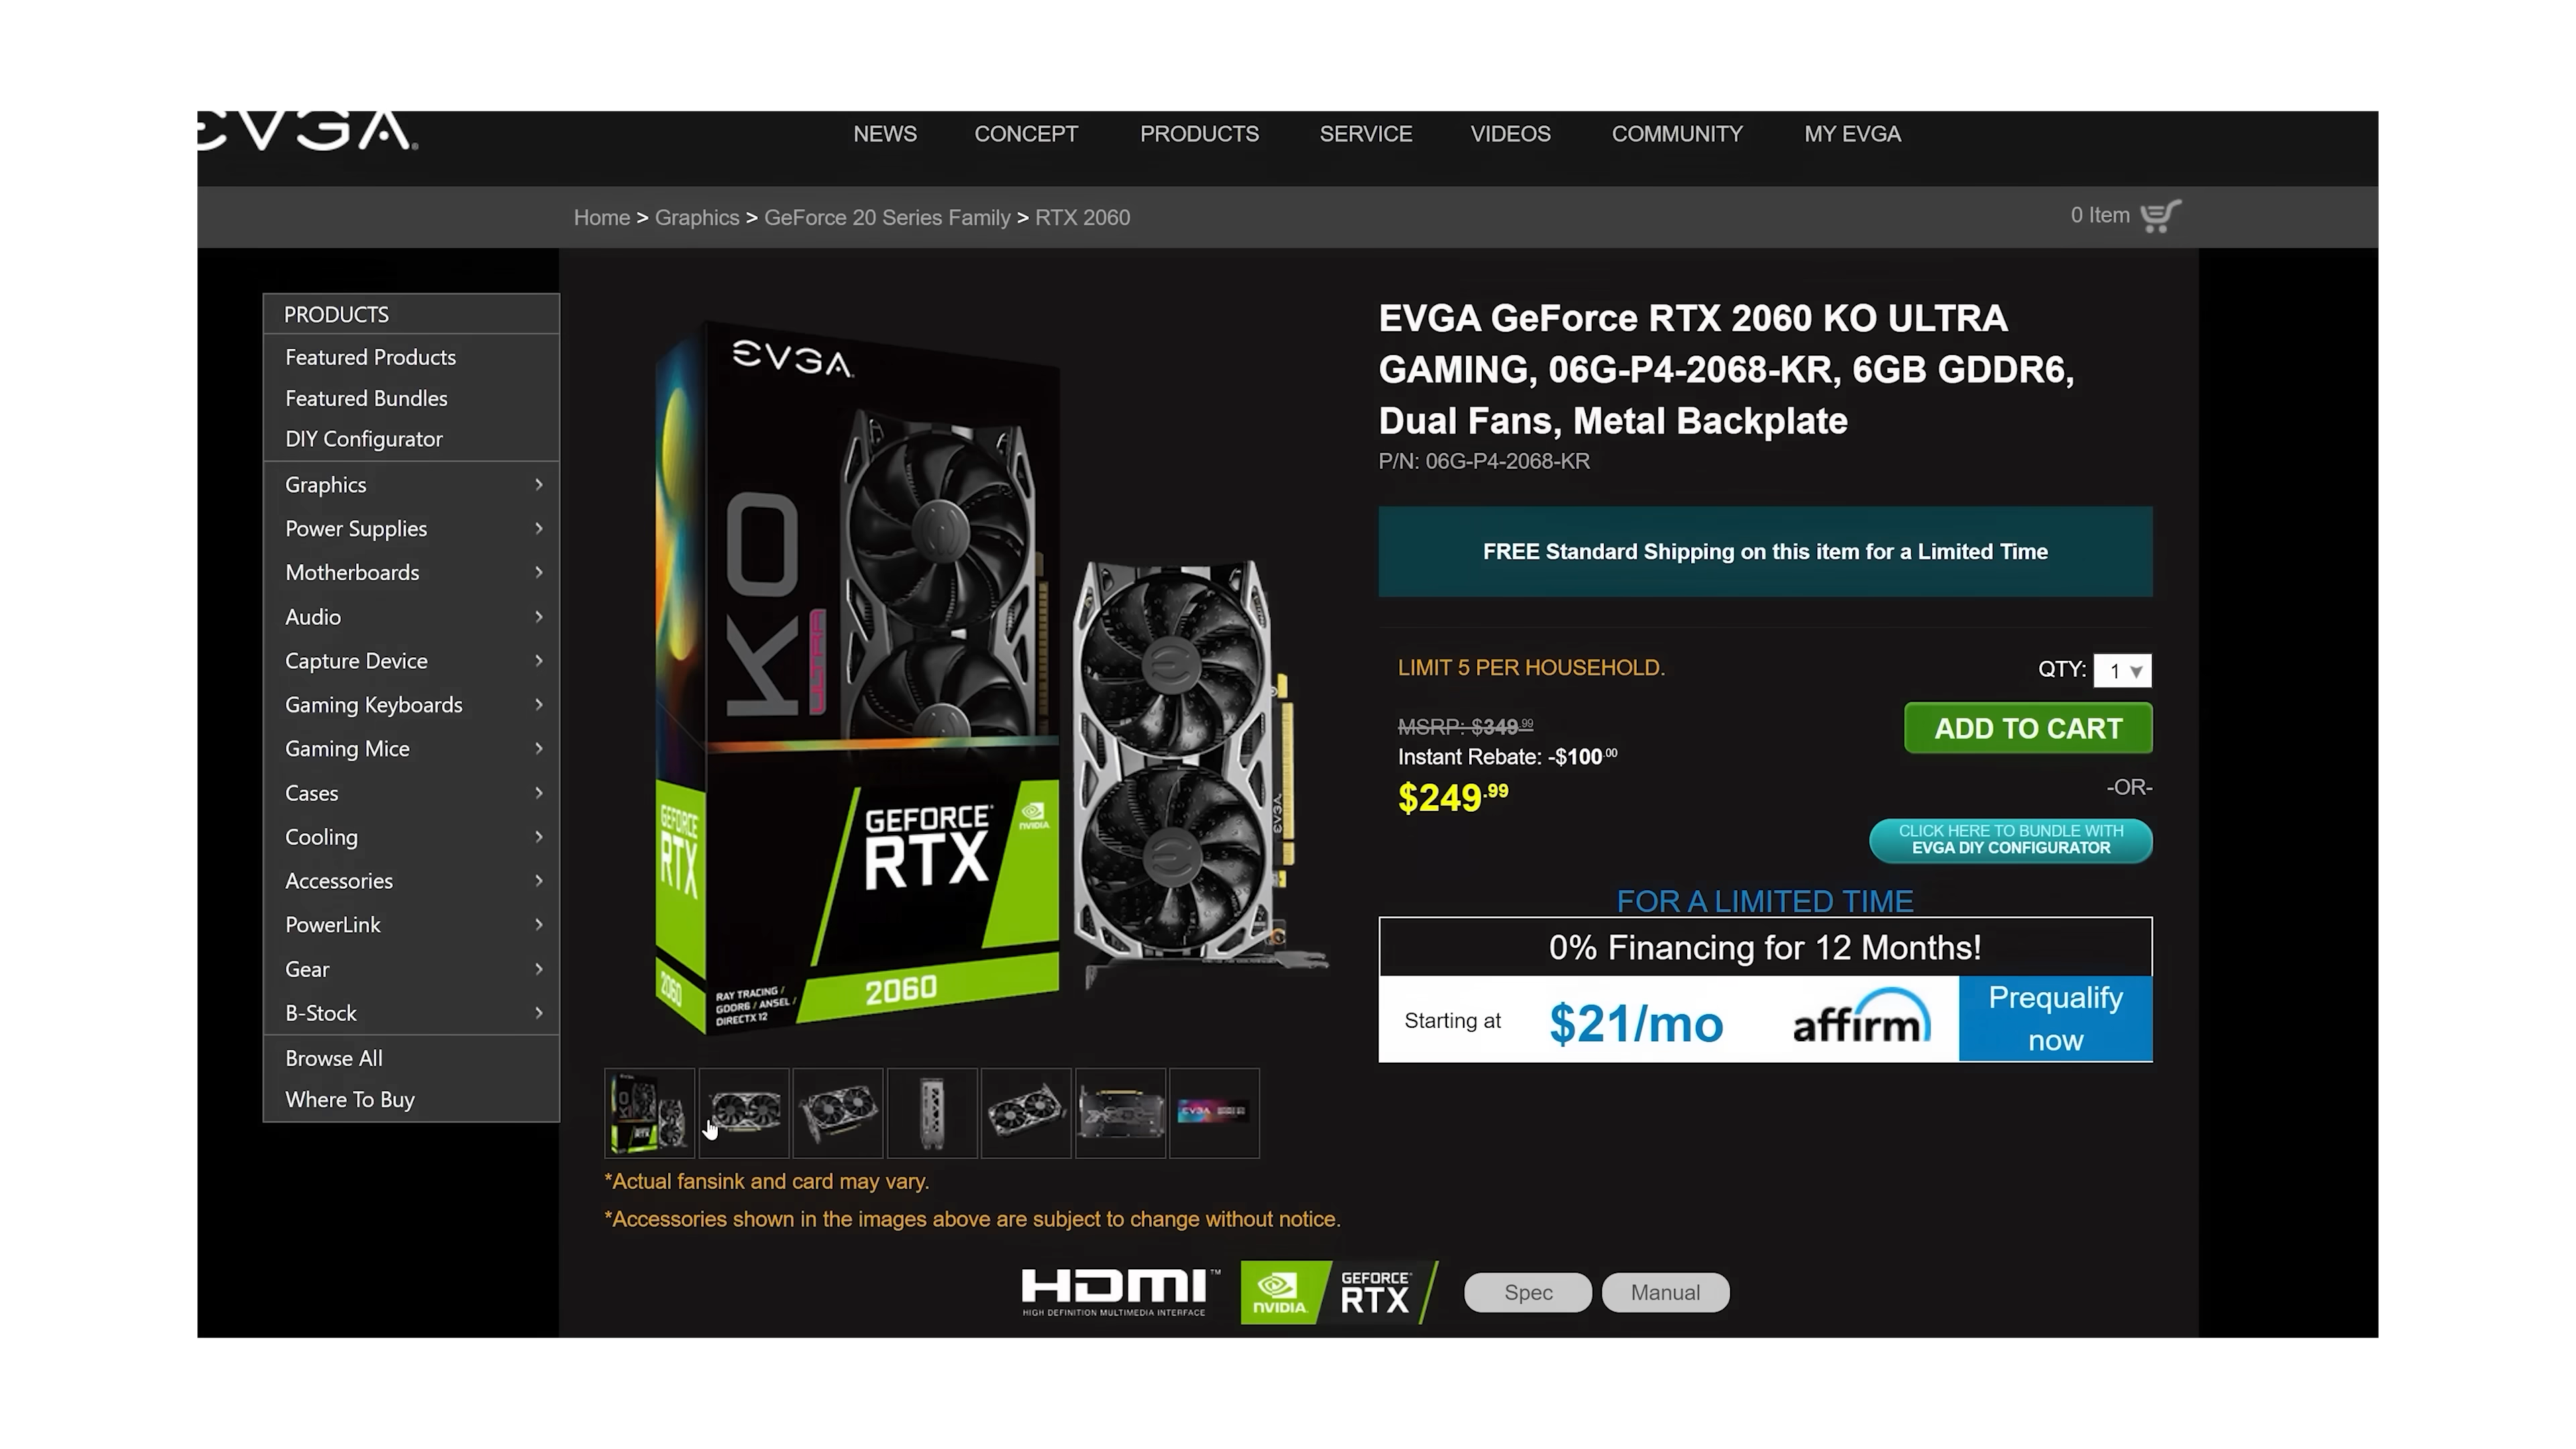 EVGA
NEWS CONCEPT PRODUCTS SERVICE VIDEOS COMMUNITY MY EVGA
Home > Graphics > GeForce 20 Series Family > RTX 2060
0 Item
PRODUCTS
Featured Products
Featured Bundles
DIY Configurator
Graphics
Power Supplies
Motherboards
Audio
Capture Device
Gaming Keyboards
Gaming Mice
Cases
Cooling
Accessories
PowerLink
Gear
B-Stock
Browse All
Where To Buy
EVGA
KO
ULTRA
GEFORCE
RTX
NVIDIA
2060
RAY TRACING /
GDDR6 / ANSEL /
DIRECTX 12
GEFORCE
RTX
2060
EVGA
EVGA GeForce RTX 2060 KO ULTRA
GAMING, 06G-P4-2068-KR, 6GB GDDR6,
Dual Fans, Metal Backplate
P/N: 06G-P4-2068-KR
FREE Standard Shipping on this item for a Limited Time
LIMIT 5 PER HOUSEHOLD.
QTY: 1
MSRP: $349.99
Instant Rebate: -$100.00
$249.99
ADD TO CART
-OR-
CLICK HERE TO BUNDLE WITH
EVGA DIY CONFIGURATOR
FOR A LIMITED TIME
0% Financing for 12 Months!
Starting at $21/mo affirm
Prequalify
now
*Actual fansink and card may vary.
*Accessories shown in the images above are subject to change without notice.
HDMI™
HIGH DEFINITION MULTIMEDIA INTERFACE
NVIDIA
GEFORCE
RTX
Spec
Manual